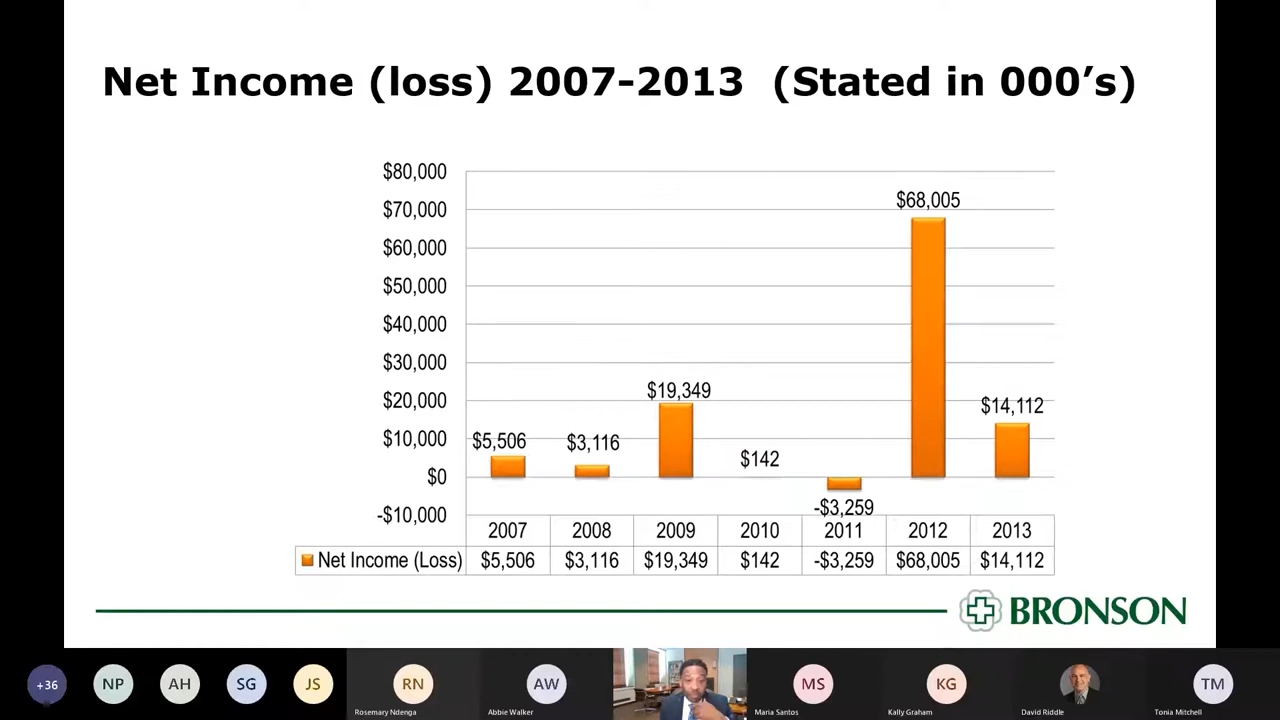 Net Income (loss) 2007-2013 (Stated in 000’s)
$80,000
$70,000
$60,000
$50,000
$40,000
$30,000
$20,000
$10,000
$0
-$10,000
$5,506
$3,116
$19,349
$142
-$3,259
$68,005
$14,112
2007 2008 2009 2010 2011 2012 2013
Net Income (Loss) $5,506 $3,116 $19,349 $142 -$3,259 $68,005 $14,112
BRONSON
+36 NP AH SG JS RN AW MS KG TM
Rosemary Ndenga Abbie Walker Maria Santos Kally Graham David Riddle Tonia Mitchell